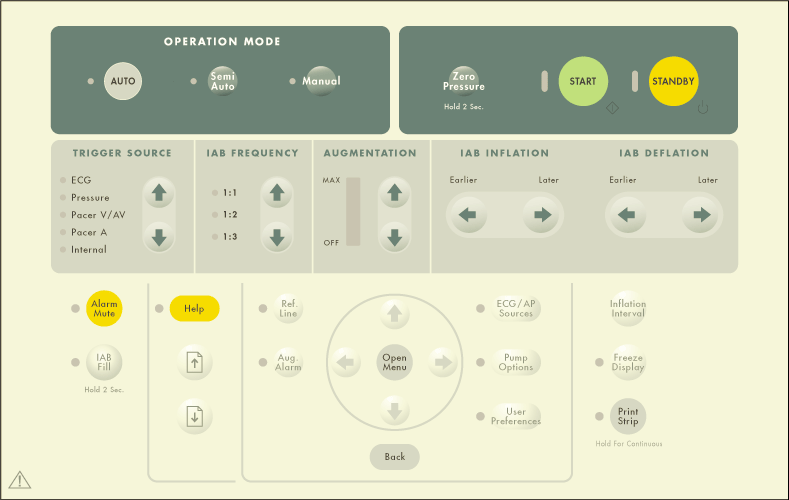 OPERATION MODE
AUTO
Semi
Auto
Manual
Zero
Pressure
Hold 2 Sec.
START
STANDBY
TRIGGER SOURCE
ECG
Pressure
Pacer V/AV
Pacer A
Internal
IAB FREQUENCY
1:1
1:2
1:3
AUGMENTATION
MAX
OFF
IAB INFLATION
Earlier
Later
IAB DEFLATION
Earlier
Later
Alarm
Mute
IAB
Fill
Hold 2 Sec.
Help
Ref.
Line
Aug.
Alarm
Open
Menu
Back
ECG/AP
Sources
Pump
Options
User
Preferences
Inflation
Interval
Freeze
Display
Print
Strip
Hold For Continuous